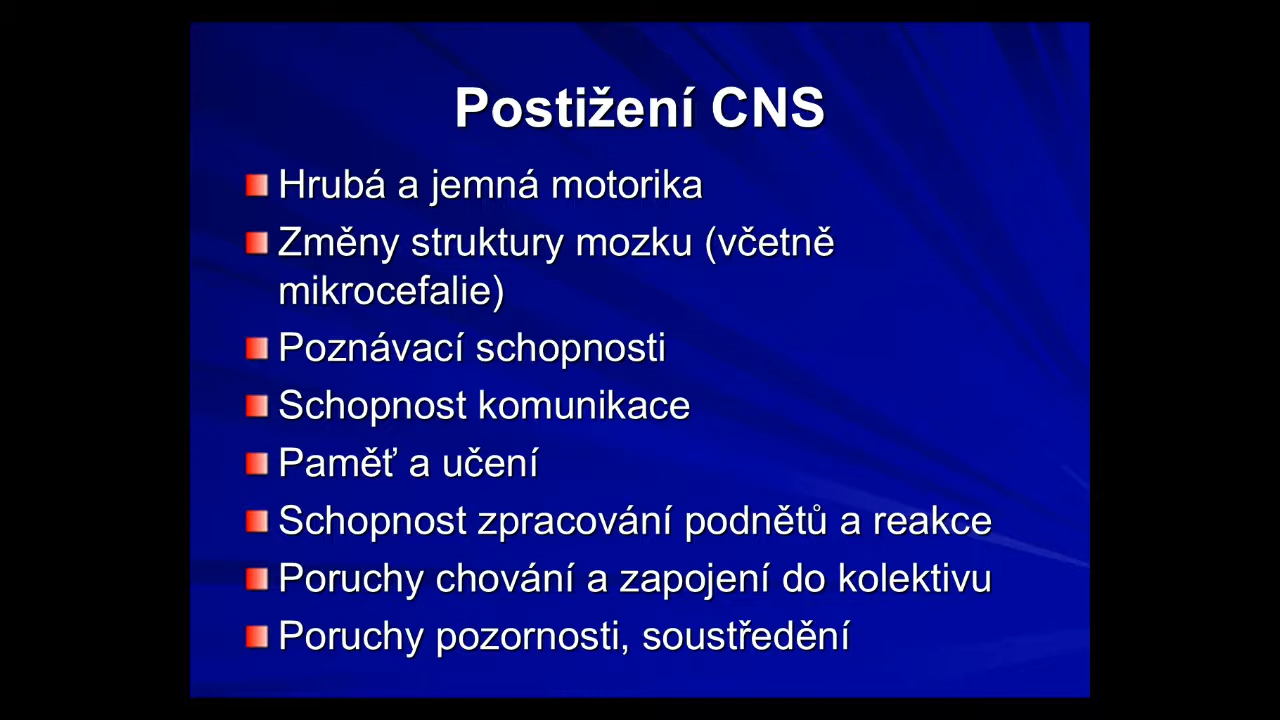 Postižení CNS
Hrubá a jemná motorika
Změny struktury mozku (včetně
mikrocefalie)
Poznávací schopnosti
Schopnost komunikace
Paměť a učení
Schopnost zpracování podnětů a reakce
Poruchy chování a zapojení do kolektivu
Poruchy pozornosti, soustředění